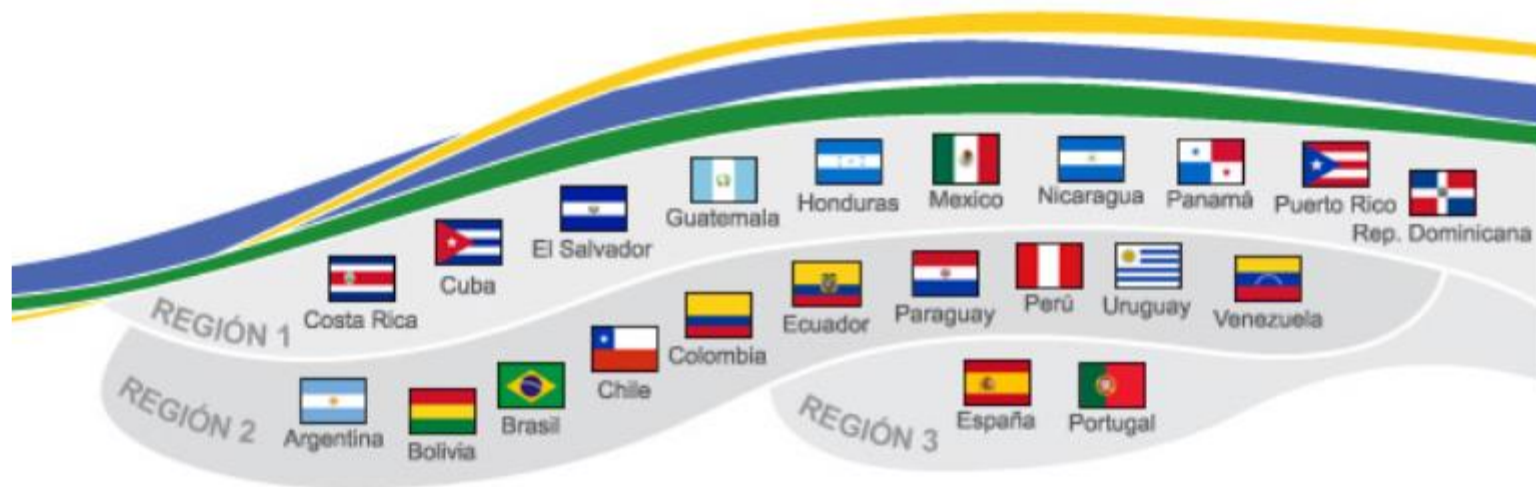 REGIÓN 1
Costa Rica
Cuba
El Salvador
Guatemala
Honduras
Mexico
Nicaragua
Panamá
Puerto Rico
Rep. Dominicana
REGIÓN 2
Argentina
Bolivia
Brasil
Chile
Colombia
Ecuador
Paraguay
Perú
Uruguay
Venezuela
REGIÓN 3
España
Portugal